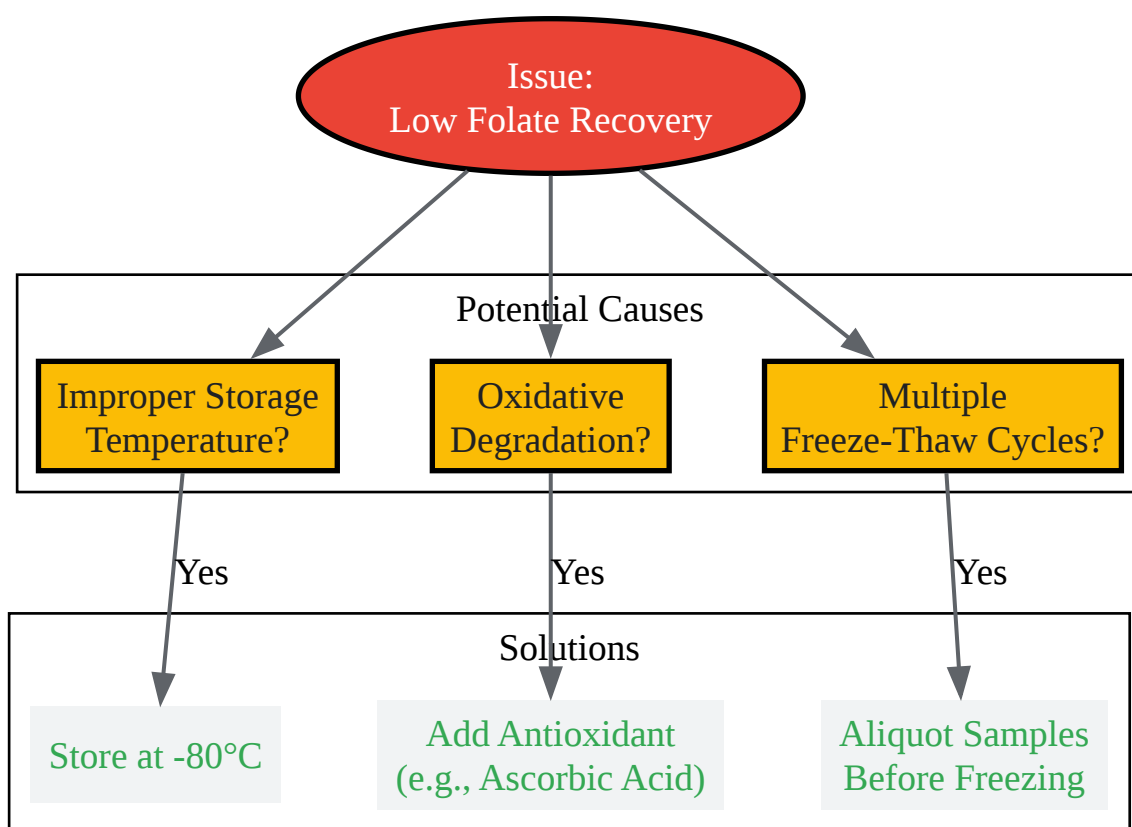 Issue:
Low Folate Recovery
Potential Causes
Improper Storage
Temperature?
Oxidative
Degradation?
Multiple
Freeze-Thaw Cycles?
Yes
Yes
Yes
Solutions
Store at -80°C
Add Antioxidant
(e.g., Ascorbic Acid)
Aliquot Samples
Before Freezing